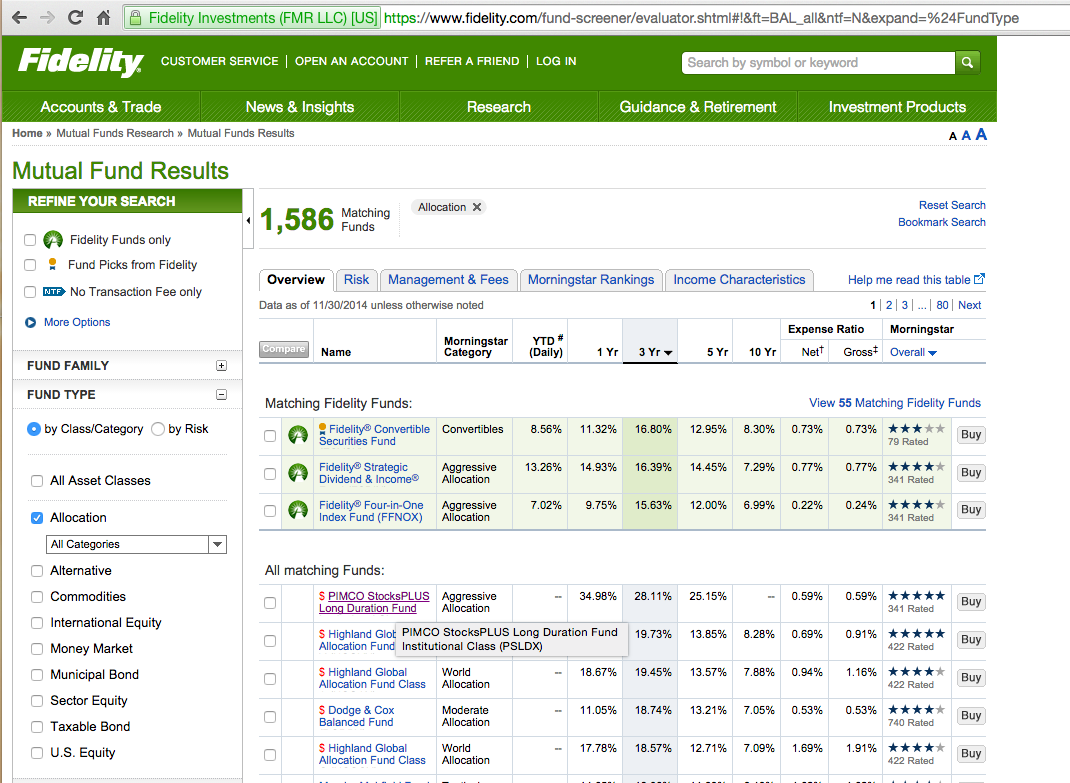 Fidelity Investments (FMR LLC) [US] https://www.fidelity.com/fund-screener/evaluator.shtml#!&ft=BAL_all&ntf=N&expand=%24FundType
Fidelity
CUSTOMER SERVICE | OPEN AN ACCOUNT | REFER A FRIEND | LOG IN
Search by symbol or keyword
Accounts & Trade News & Insights Research Guidance & Retirement Investment Products
Home » Mutual Funds Research » Mutual Funds Results
A A A
Mutual Fund Results
REFINE YOUR SEARCH
Fidelity Funds only
Fund Picks from Fidelity
NTF No Transaction Fee only
More Options
FUND FAMILY
FUND TYPE
by Class/Category by Risk
All Asset Classes
Allocation
All Categories
Alternative
Commodities
International Equity
Money Market
Municipal Bond
Sector Equity
Taxable Bond
U.S. Equity
1,586 Matching Funds
Allocation
Reset Search
Bookmark Search
Overview Risk Management & Fees Morningstar Rankings Income Characteristics
Help me read this table
Data as of 11/30/2014 unless otherwise noted
1 | 2 | 3 | ... | 80 | Next
Expense Ratio Morningstar
Compare Name Morningstar Category YTD # (Daily) 1 Yr 3 Yr 5 Yr 10 Yr Net† Gross‡ Overall
Matching Fidelity Funds:
View 55 Matching Fidelity Funds
Fidelity® Convertible Securities Fund Convertibles 8.56% 11.32% 16.80% 12.95% 8.30% 0.73% 0.73% 79 Rated Buy
Fidelity® Strategic Dividend & Income® Aggressive Allocation 13.26% 14.93% 16.39% 14.45% 7.29% 0.77% 0.77% 341 Rated Buy
Fidelity® Four-in-One Index Fund (FFNOX) Aggressive Allocation 7.02% 9.75% 15.63% 12.00% 6.99% 0.22% 0.24% 341 Rated Buy
All matching Funds:
$ PIMCO StocksPLUS Long Duration Fund Aggressive Allocation -- 34.98% 28.11% 25.15% -- 0.59% 0.59% 341 Rated Buy
$ Highland Glob Allocation Fund 19.73% 13.85% 8.28% 0.69% 0.91% 422 Rated Buy
PIMCO StocksPLUS Long Duration Fund
Institutional Class (PSLDX)
$ Highland Global Allocation Fund Class World Allocation -- 18.67% 19.45% 13.57% 7.88% 0.94% 1.16% 422 Rated Buy
$ Dodge & Cox Balanced Fund Moderate Allocation -- 11.05% 18.74% 13.21% 7.05% 0.53% 0.53% 740 Rated Buy
$ Highland Global Allocation Fund Class World Allocation -- 17.78% 18.57% 12.71% 7.09% 1.69% 1.91% 422 Rated Buy